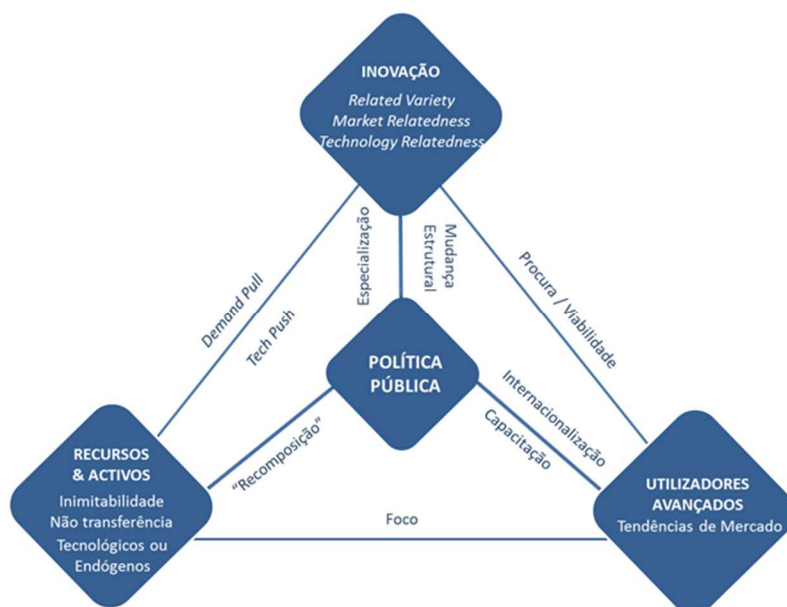 INOVAÇÃO
Related Variety
Market Relatedness
Technology Relatedness
Demand Pull
Tech Push
Especialização
Mudança
Estrutural
Procura / Viabilidade
POLÍTICA
PÚBLICA
"Recomposição"
Internacionalização
Capacitação
RECURSOS
& ACTIVOS
Inimitabilidade
Não transferência
Tecnológicos ou
Endógenos
Foco
UTILIZADORES
AVANÇADOS
Tendências de Mercado